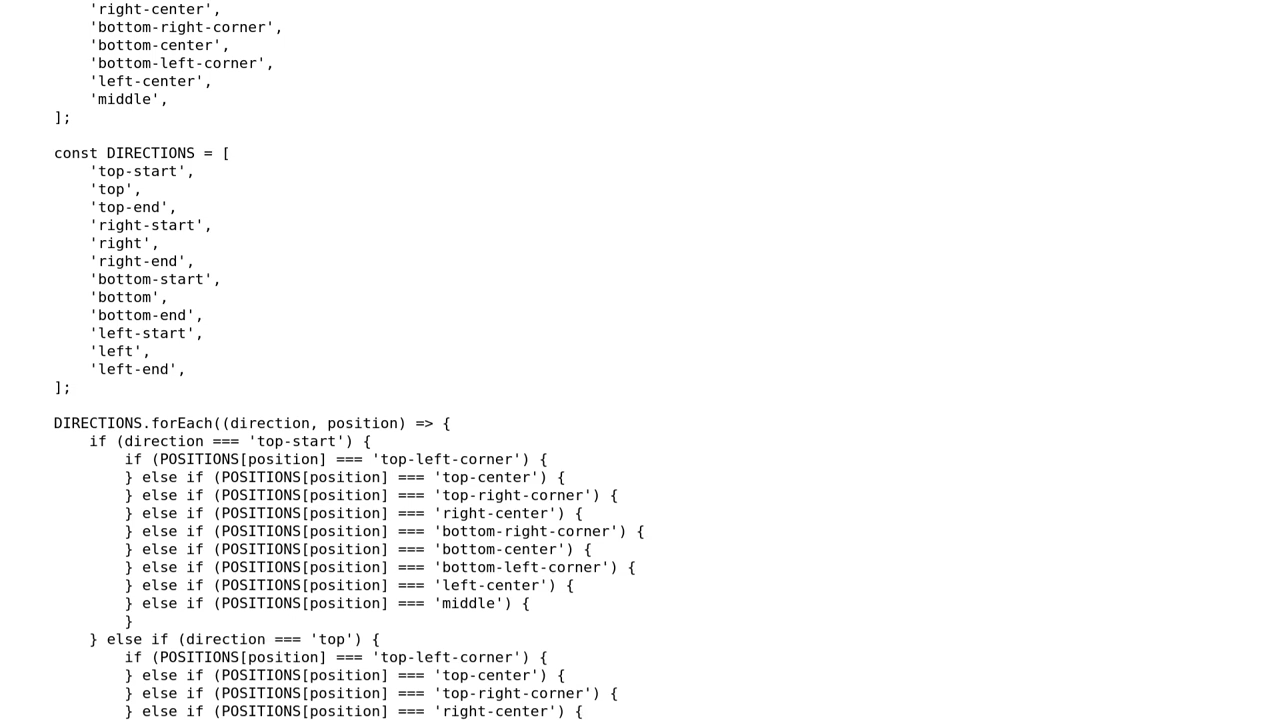 'right-center',
'bottom-right-corner',
'bottom-center',
'bottom-left-corner',
'left-center',
'middle',
];
const DIRECTIONS = [
'top-start',
'top',
'top-end',
'right-start',
'right',
'right-end',
'bottom-start',
'bottom',
'bottom-end',
'left-start',
'left',
'left-end',
];
DIRECTIONS.forEach((direction, position) => {
if (direction === 'top-start') {
if (POSITIONS[position] === 'top-left-corner') {
} else if (POSITIONS[position] === 'top-center') {
} else if (POSITIONS[position] === 'top-right-corner') {
} else if (POSITIONS[position] === 'right-center') {
} else if (POSITIONS[position] === 'bottom-right-corner') {
} else if (POSITIONS[position] === 'bottom-center') {
} else if (POSITIONS[position] === 'bottom-left-corner') {
} else if (POSITIONS[position] === 'left-center') {
} else if (POSITIONS[position] === 'middle') {
}
} else if (direction === 'top') {
if (POSITIONS[position] === 'top-left-corner') {
} else if (POSITIONS[position] === 'top-center') {
} else if (POSITIONS[position] === 'top-right-corner') {
} else if (POSITIONS[position] === 'right-center') {